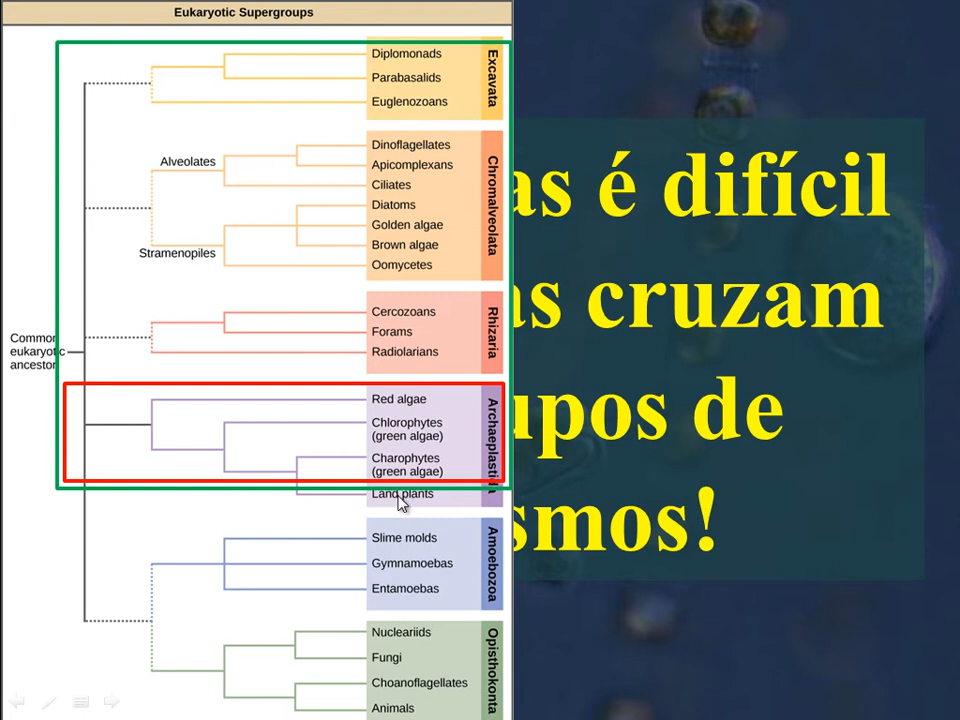 Eukaryotic Supergroups
Diplomonads
Parabasalids
Euglenozoans
Excavata
Alveolates
Dinoflagellates
Apicomplexans
Ciliates
Diatoms
Golden algae
Brown algae
Oomycetes
Stramenopiles
Chromalveolata
Cercozoans
Forams
Radiolarians
Rhizaria
Common
eukaryotic
ancestor
Red algae
Chlorophytes
(green algae)
Charophytes
(green algae)
Land plants
Archaeplastida
Slime molds
Gymnamoebas
Entamoebas
Amoebozoa
Nucleariids
Fungi
Choanoflagellates
Animals
Opisthokonta
as é difícil
as cruzam
upos de
smos!